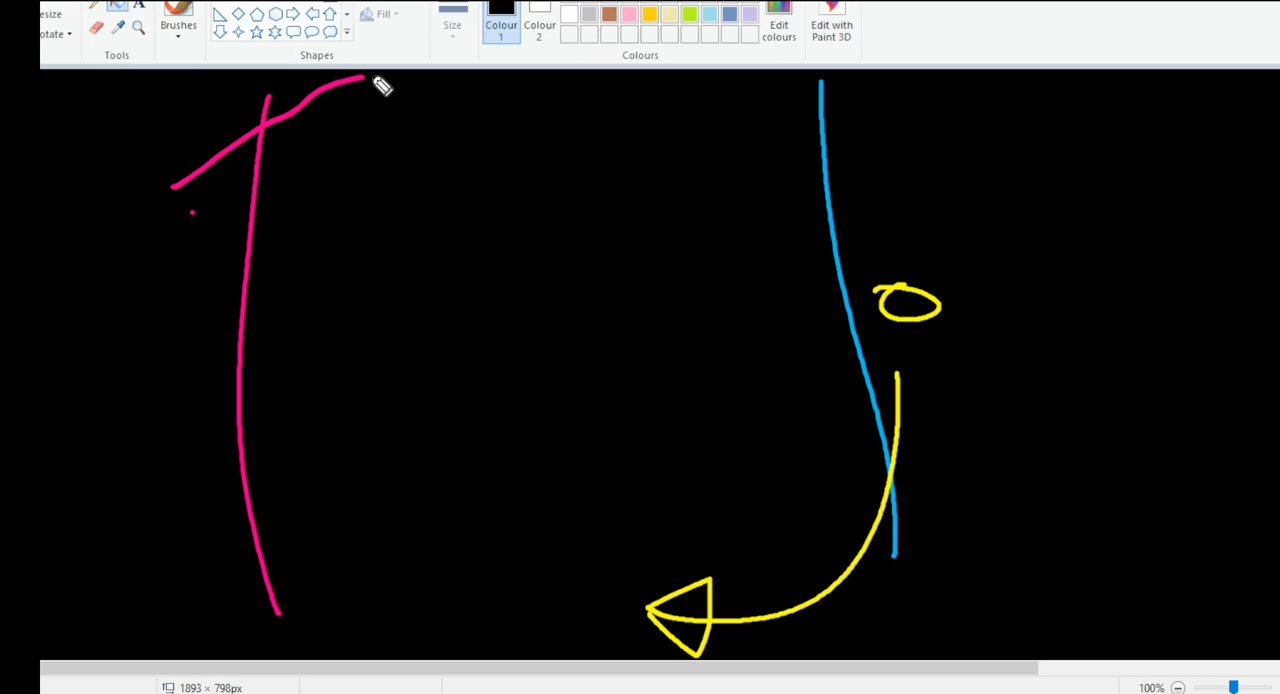 esize
otate
A
Tools
Brushes
Shapes
Fill
Size
Colour
1
Colour
2
Edit
colours
Colours
Edit with
Paint 3D
1893 × 798px
100%